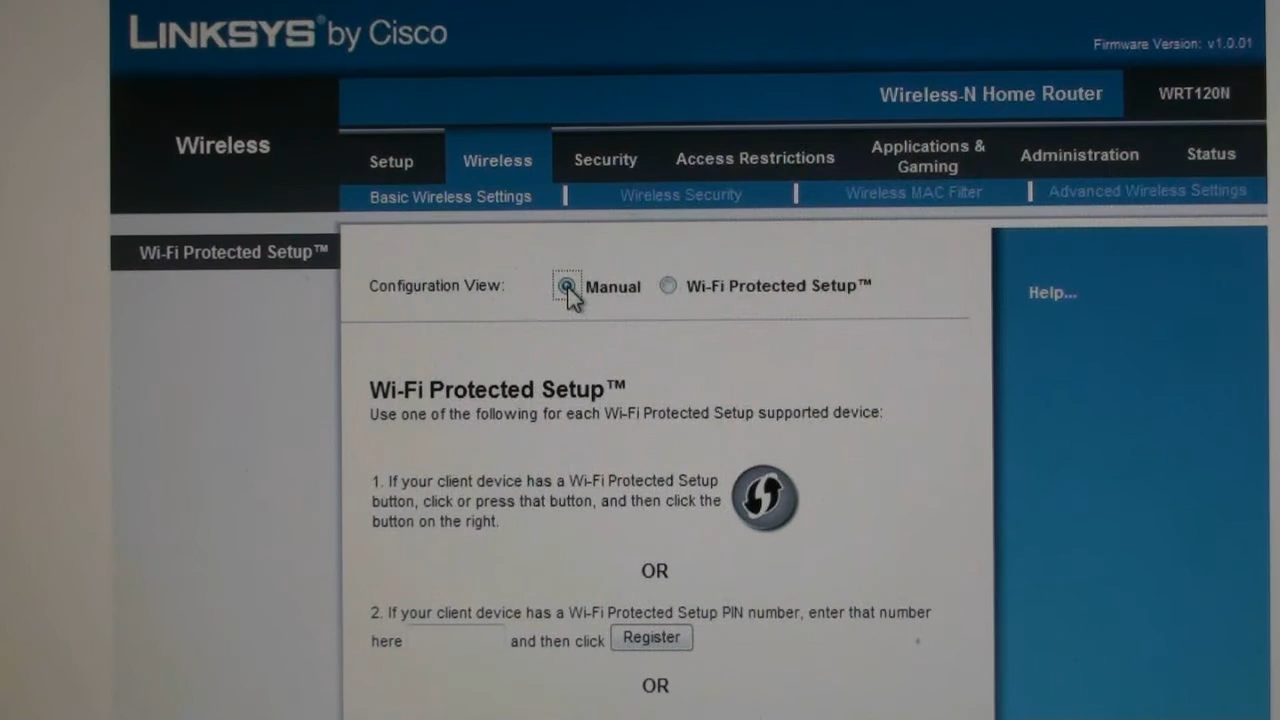 LINKSYS® by Cisco
Firmware Version: v1.0.01
Wireless-N Home Router
WRT120N
Wireless
Setup
Wireless
Security
Access Restrictions
Applications &
Gaming
Administration
Status
Basic Wireless Settings
Wireless Security
Wireless MAC Filter
Advanced Wireless Settings
Wi-Fi Protected Setup™
Configuration View: Manual Wi-Fi Protected Setup™
Help...
Wi-Fi Protected Setup™
Use one of the following for each Wi-Fi Protected Setup supported device:
1. If your client device has a Wi-Fi Protected Setup
button, click or press that button, and then click the
button on the right.
OR
2. If your client device has a Wi-Fi Protected Setup PIN number, enter that number
here and then click Register
OR